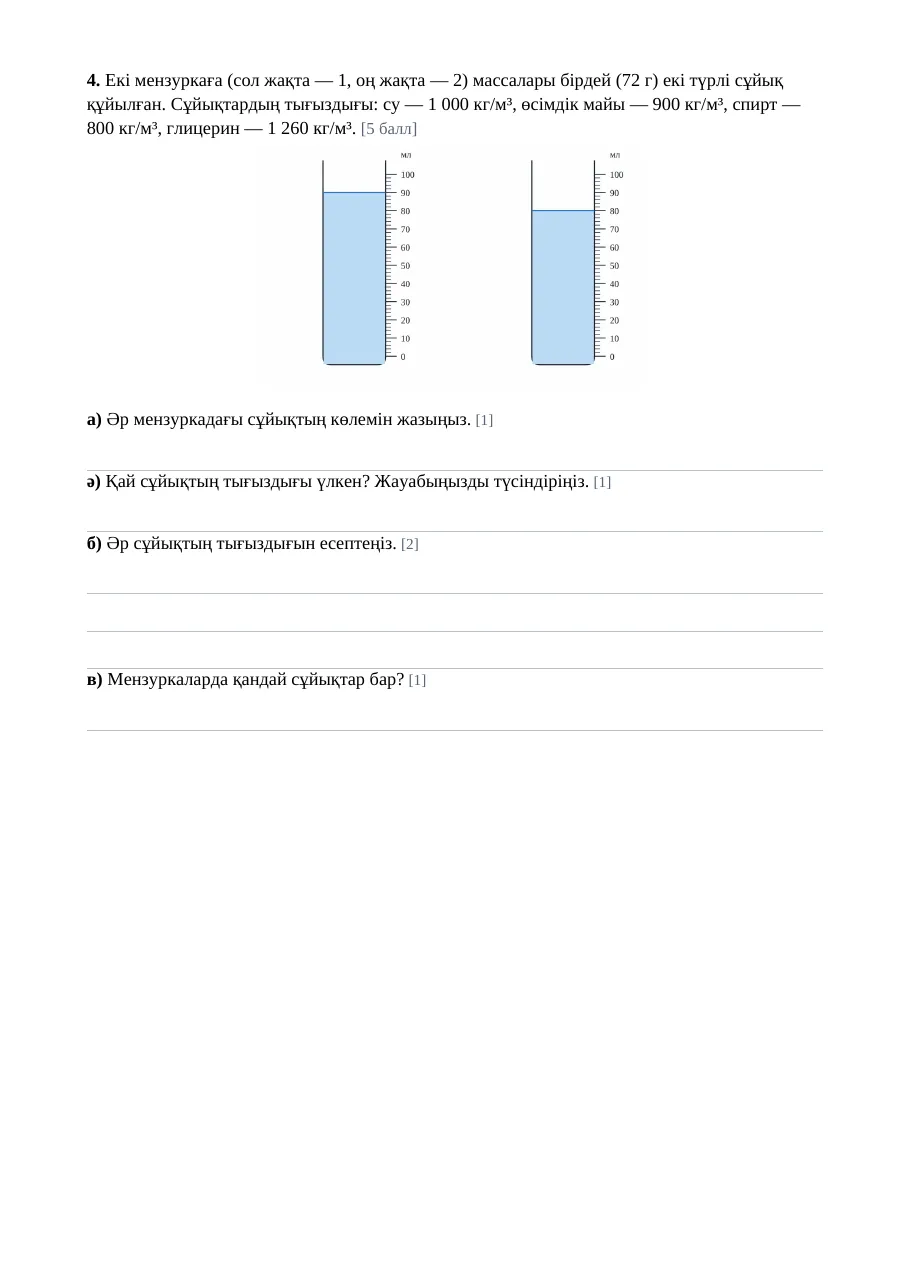 4. Екі мензуркаға (сол жақта — 1, оң жақта — 2) массалары бірдей (72 г) екі түрлі сұйық
құйылған. Сұйықтардың тығыздығы: су — 1 000 кг/м³, өсімдік майы — 900 кг/м³, спирт —
800 кг/м³, глицерин — 1 260 кг/м³. [5 балл]
мл
100
90
80
70
60
50
40
30
20
10
0
мл
100
90
80
70
60
50
40
30
20
10
0
а) Әр мензуркадағы сұйықтың көлемін жазыңыз. [1]
ә) Қай сұйықтың тығыздығы үлкен? Жауабыңызды түсіндіріңіз. [1]
б) Әр сұйықтың тығыздығын есептеңіз. [2]
в) Мензуркаларда қандай сұйықтар бар? [1]